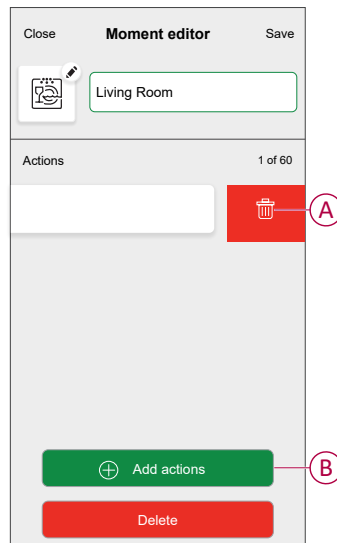 Close Moment editor Save
Living Room
Actions 1 of 60
A
Add actions B
Delete